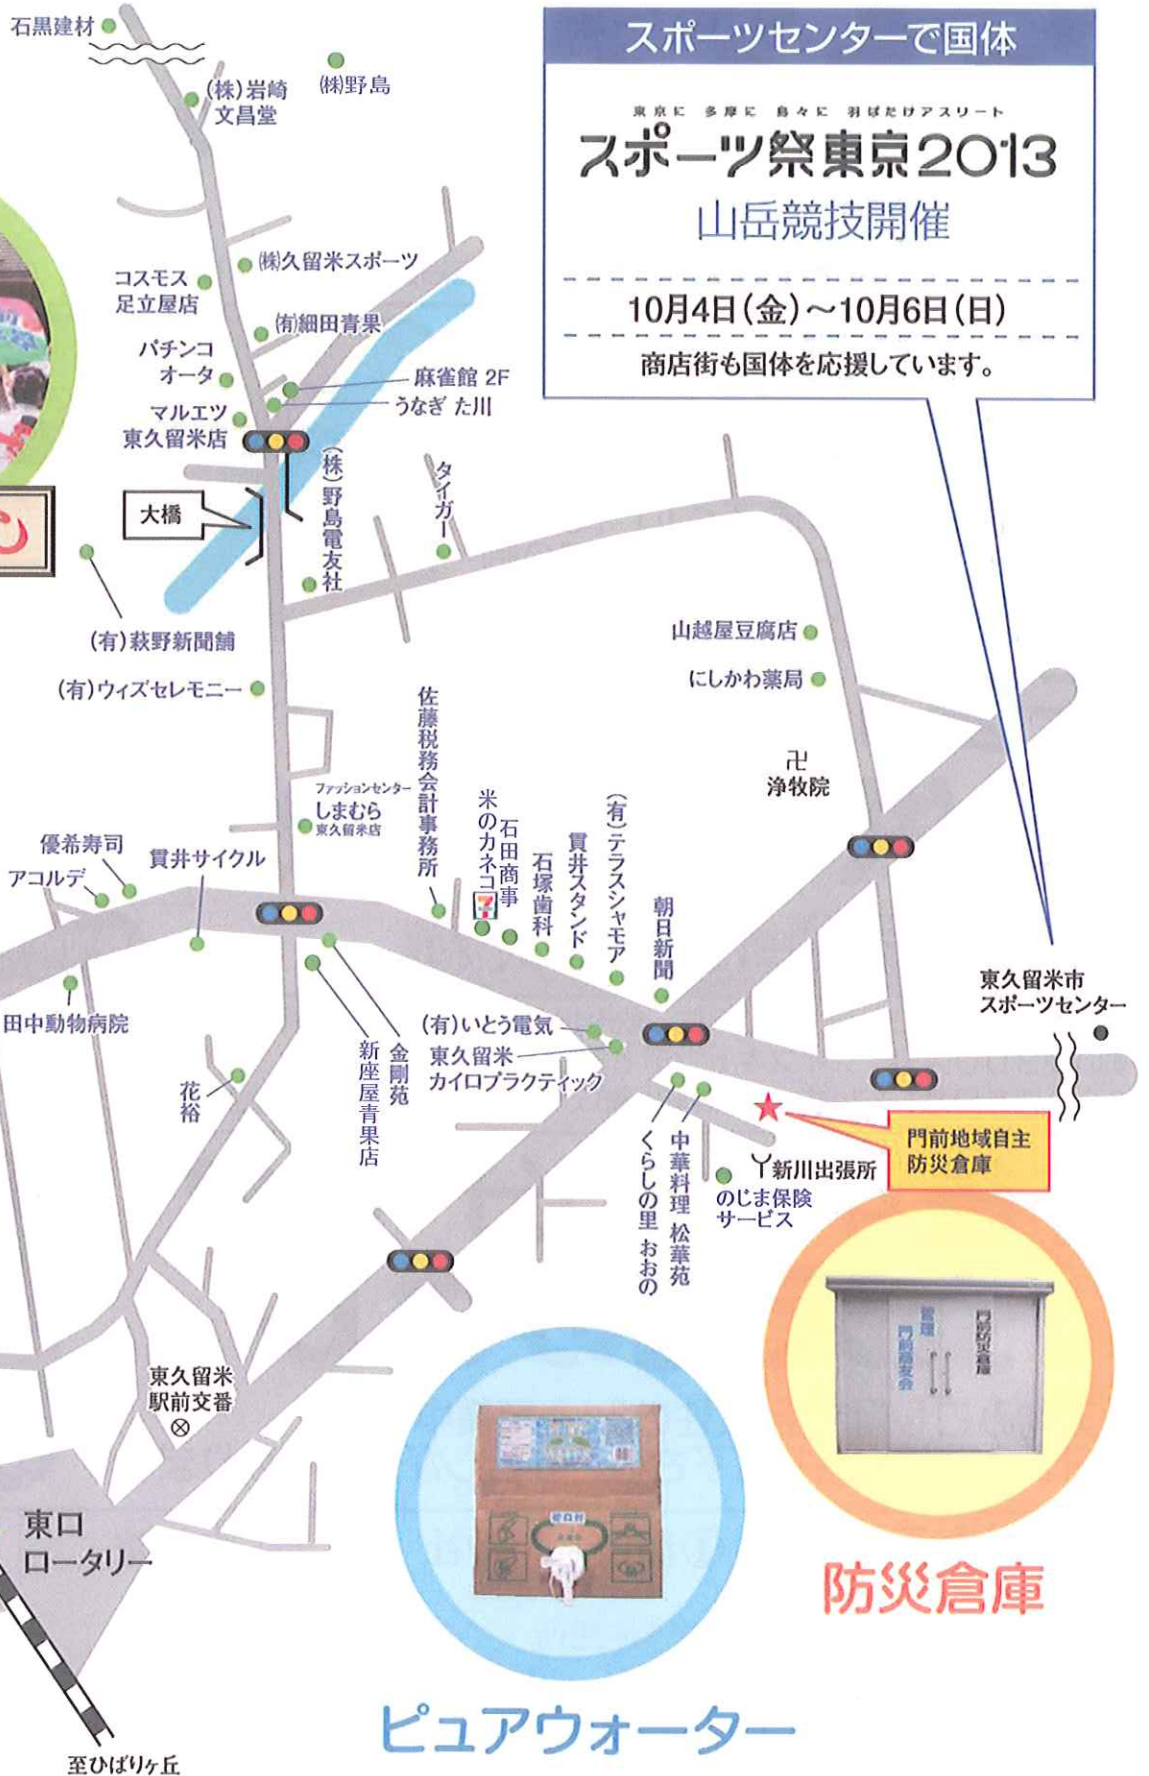 石黒建材
(株)岩崎
文昌堂
㈱野島
スポーツセンターで国体
東京に 多摩に 島々に 羽ばたけアスリート
スポーツ祭東京2013
山岳競技開催
10月4日(金)～10月6日(日)
商店街も国体を応援しています。
㈱久留米スポーツ
コスモス
足立屋店
㈲細田青果
パチンコ
オータ
麻雀館 2F
うなぎ た川
マルエツ
東久留米店
(株)野島電友社
タイガー
大橋
(有)萩野新聞舗
(有)ウィズセレモニー
山越屋豆腐店
にしかわ薬局
卍
浄牧院
佐藤税務会計事務所
ファッションセンター
しまむら
東久留米店
米のカネコ
石田商事
石塚歯科
貫井スタンド
(有)テラスシャモア
朝日新聞
優希寿司
アコルデ
貫井サイクル
田中動物病院
東久留米市
スポーツセンター
(有)いとう電気
東久留米
カイロプラクティック
金剛苑
新座屋青果店
花裕
くらしの里 おおの
中華料理 松華苑
門前地域自主
防災倉庫
新川出張所
のじま保険
サービス
東久留米
駅前交番
門前防災倉庫
管理
門前商友会
蛇口付
東口
ロータリー
防災倉庫
ピュアウォーター
至ひばりヶ丘